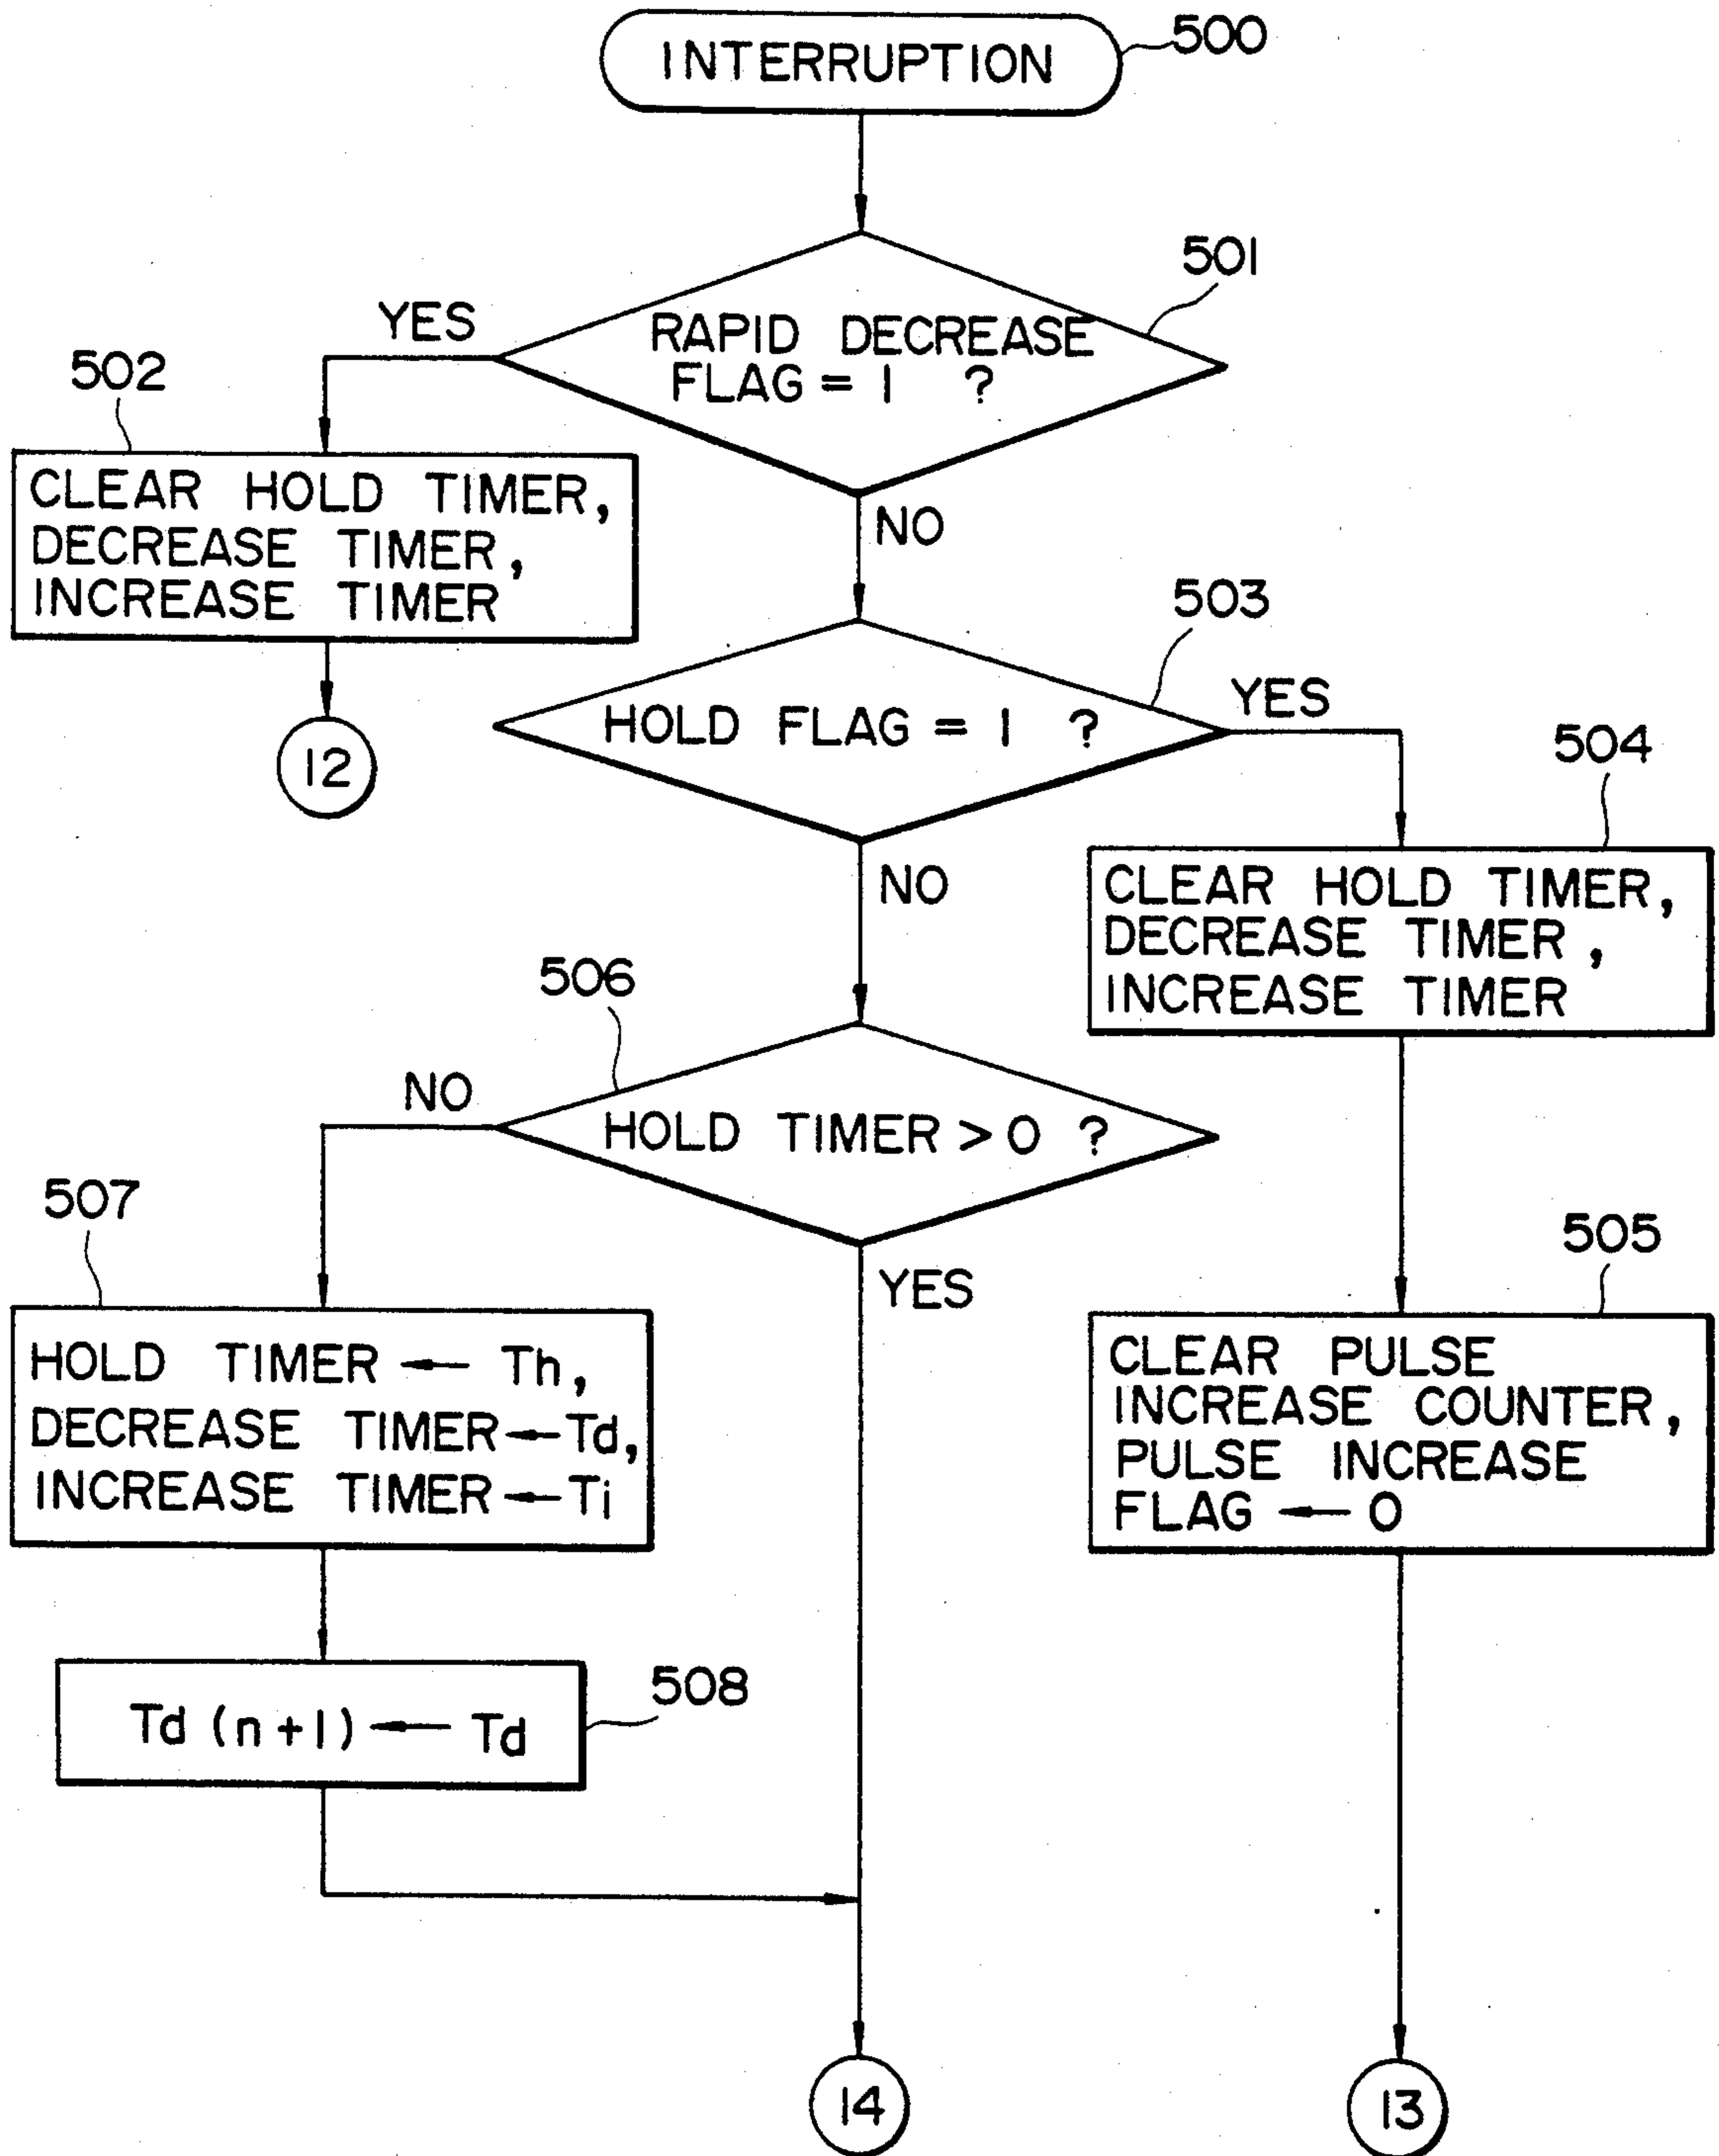 INTERRUPTION
500
501
YES
RAPID DECREASE
FLAG = 1 ?
502
CLEAR HOLD TIMER,
DECREASE TIMER,
INCREASE TIMER
NO
12
503
HOLD FLAG = 1 ?
YES
504
CLEAR HOLD TIMER,
DECREASE TIMER,
INCREASE TIMER
NO
506
NO
HOLD TIMER > 0 ?
507
YES
HOLD TIMER ← Th,
DECREASE TIMER ← Td,
INCREASE TIMER ← Ti
505
CLEAR PULSE
INCREASE COUNTER,
PULSE INCREASE
FLAG ← 0
508
Td (n+1) ← Td
14
13